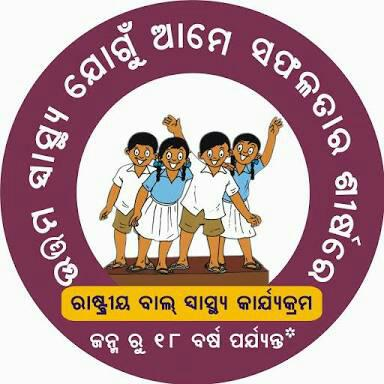 ଉତ୍ତମ ସ୍ୱାସ୍ଥ୍ୟ ଯୋଗୁଁ ଆମେ ସଫଳତାର ଶୀର୍ଷରେ
ରାଷ୍ଟ୍ରୀୟ ବାଲ୍ ସ୍ୱାସ୍ଥ୍ୟ କାର୍ଯ୍ୟକ୍ରମ
ଜନ୍ମ ରୁ ୧୮ ବର୍ଷ ପର୍ଯ୍ୟନ୍ତ*